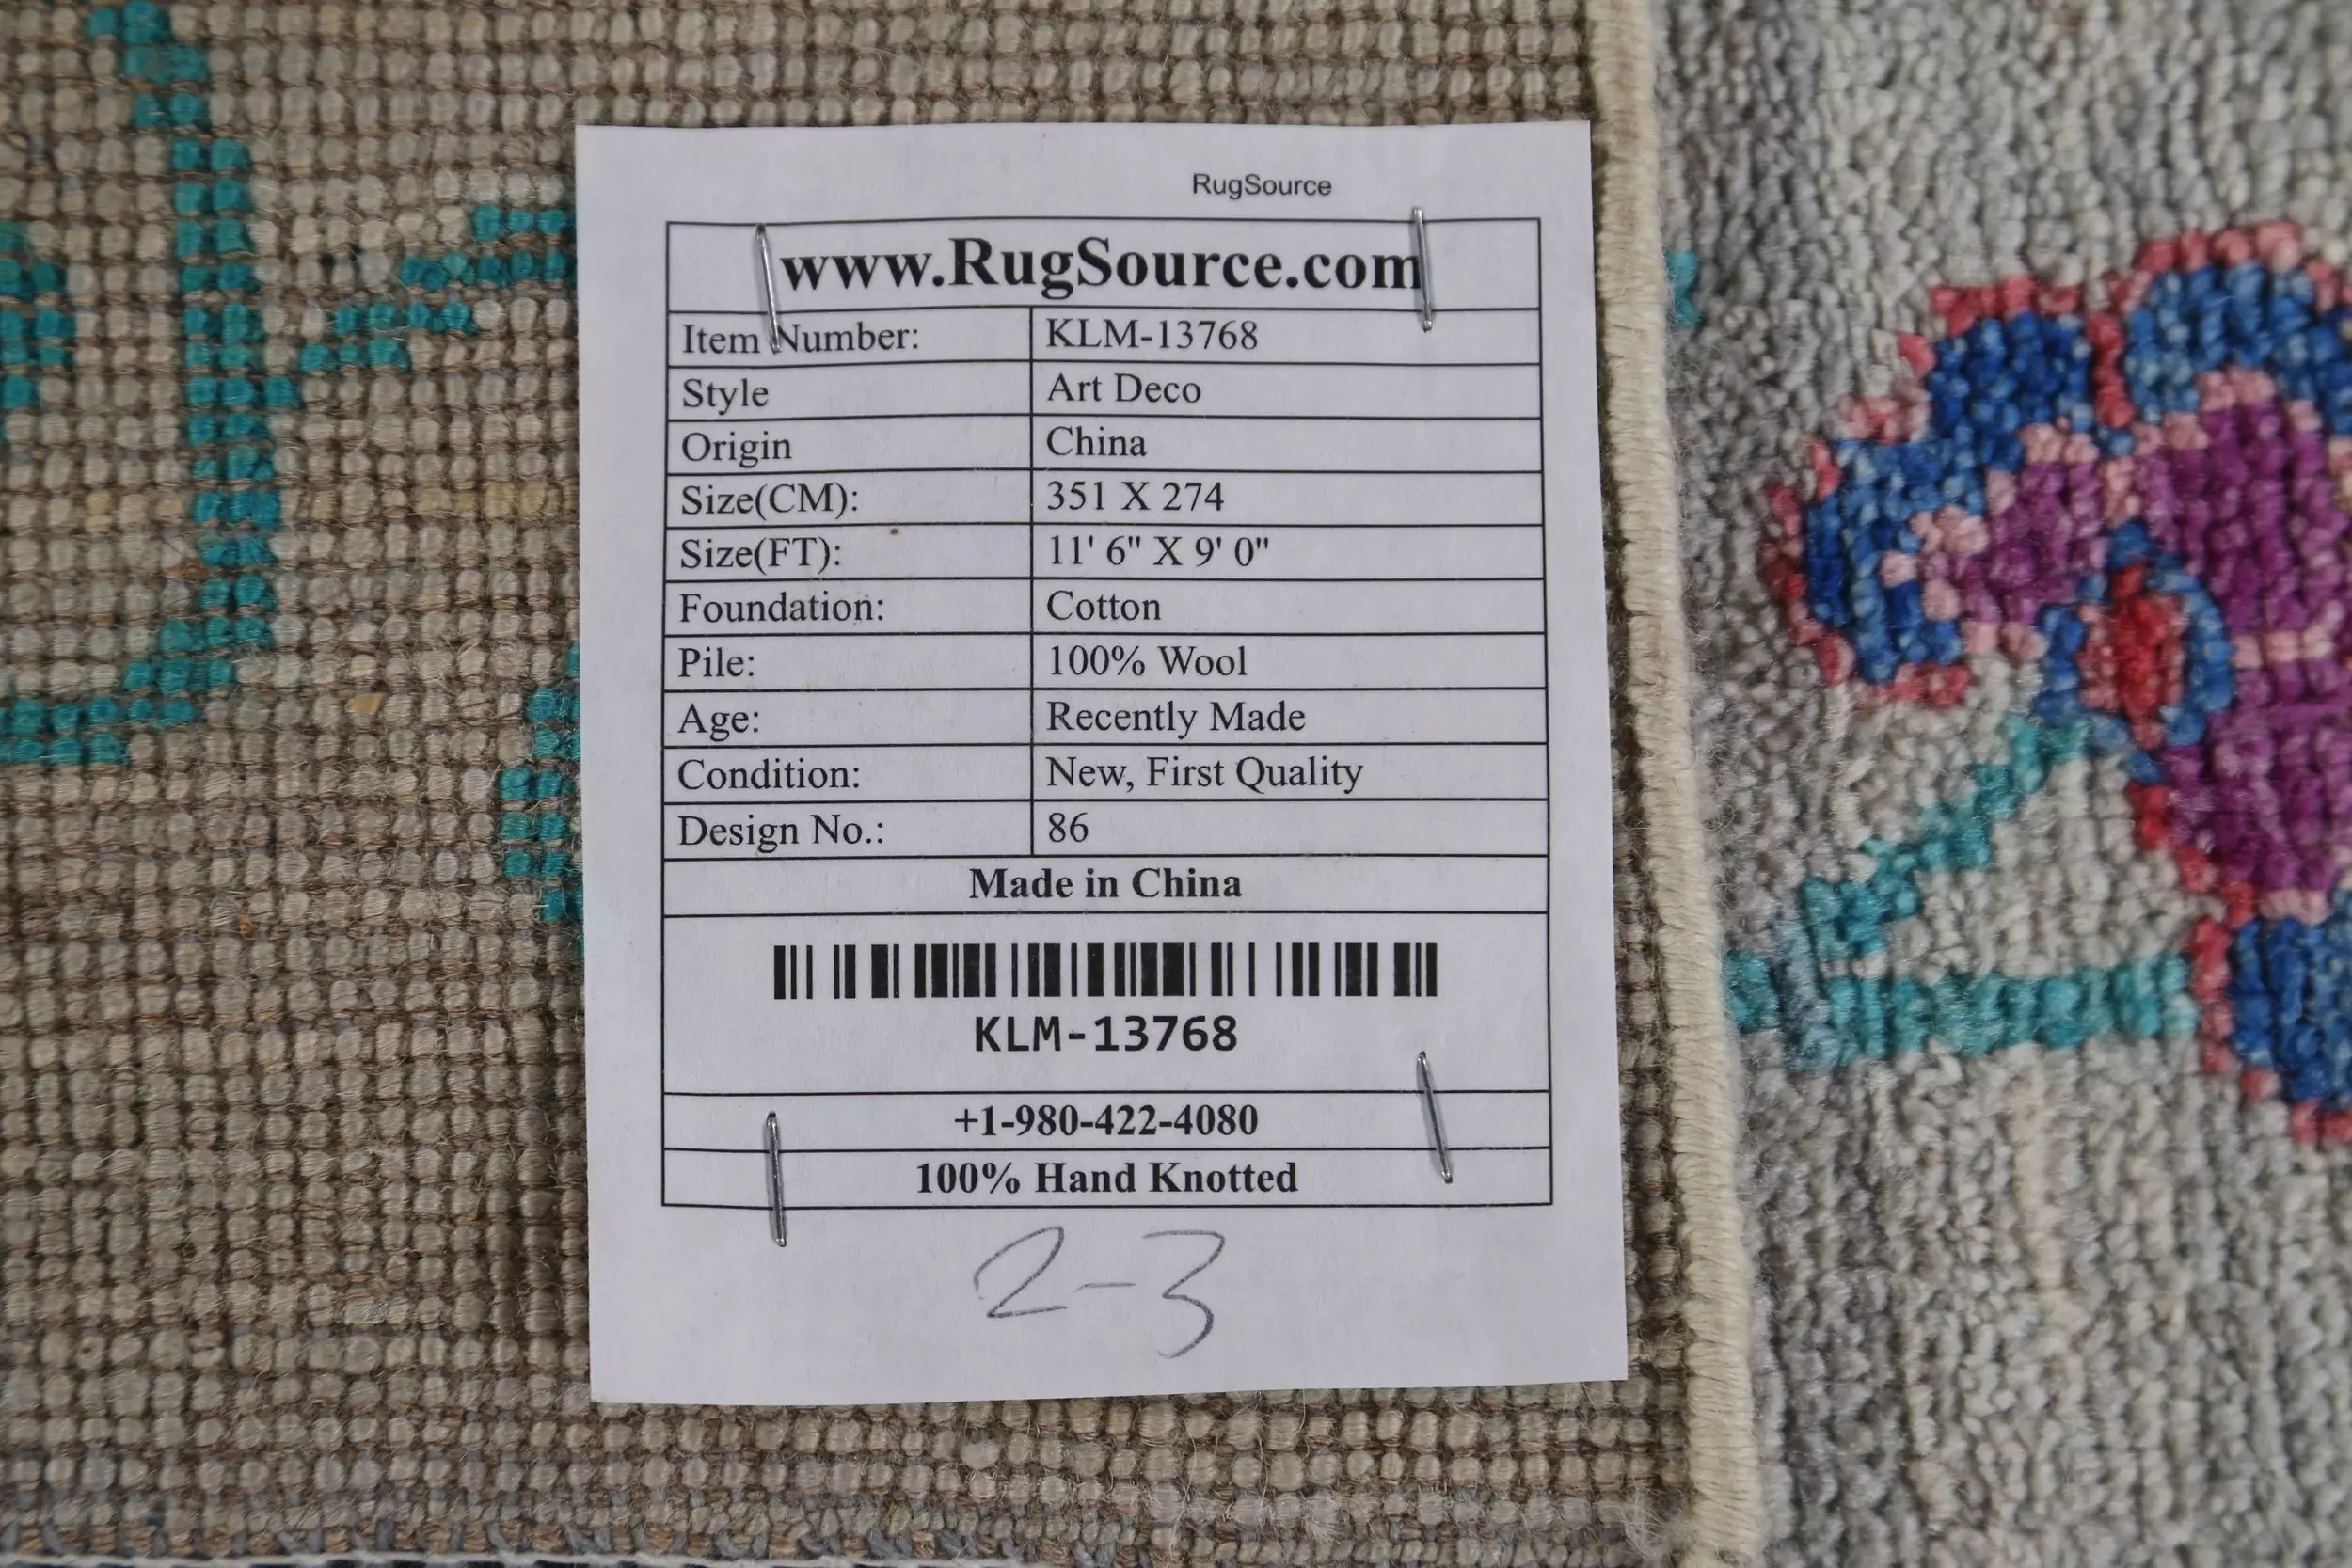 RugSource
www.RugSource.com
Item Number: KLM-13768
Style Art Deco
Origin China
Size(CM): 351 X 274
Size(FT): 11' 6" X 9' 0"
Foundation: Cotton
Pile: 100% Wool
Age: Recently Made
Condition: New, First Quality
Design No.: 86
Made in China
KLM-13768
+1-980-422-4080
100% Hand Knotted
2-3